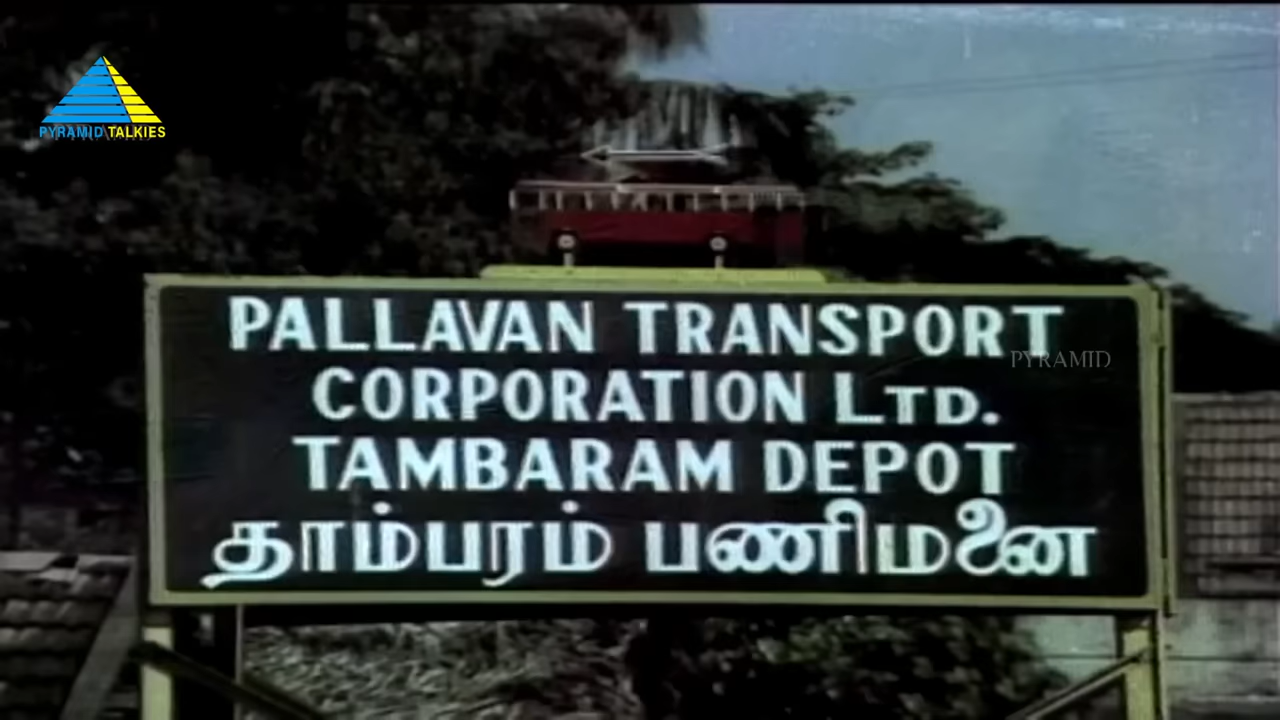 PYRAMID TALKIES
PALLAVAN TRANSPORT
PYRAMID
CORPORATION LTD.
TAMBARAM DEPOT
தாம்பரம் பணிமனை